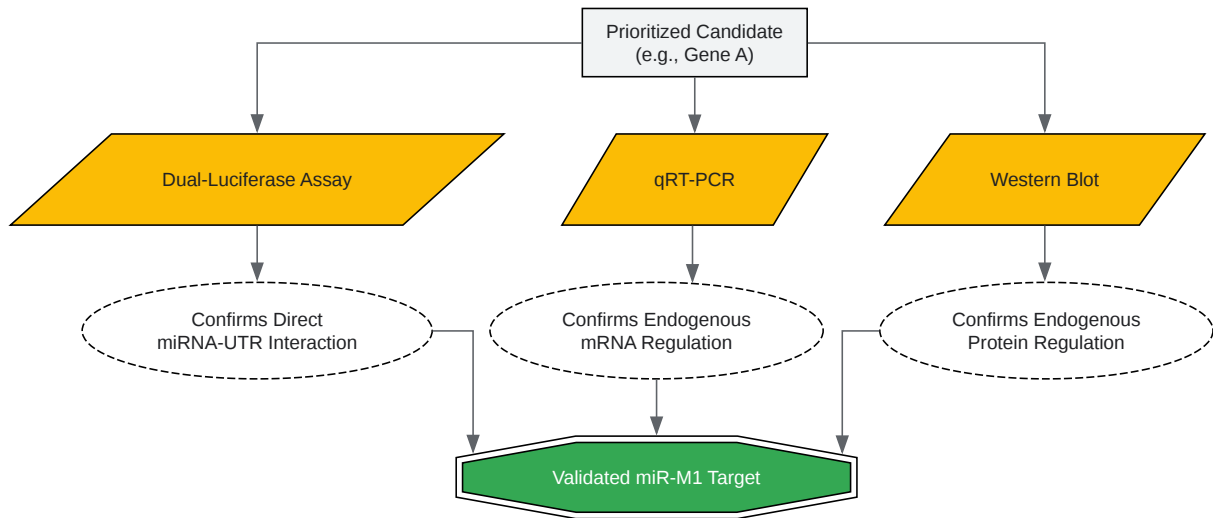 Prioritized Candidate
(e.g., Gene A)
Dual-Luciferase Assay
qRT-PCR
Western Blot
Confirms Direct
miRNA-UTR Interaction
Confirms Endogenous
mRNA Regulation
Confirms Endogenous
Protein Regulation
Validated miR-M1 Target